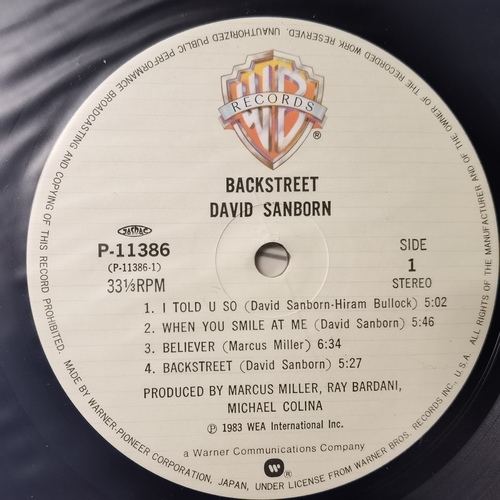 WB
RECORDS
®
BACKSTREET
DAVID SANBORN
JASRAC
P-11386
(P-11386-1)
33⅓RPM
SIDE
1
STEREO
1. I TOLD U SO (David Sanborn-Hiram Bullock) 5:02
2. WHEN YOU SMILE AT ME (David Sanborn) 5:46
3. BELIEVER (Marcus Miller) 6:34
4. BACKSTREET (David Sanborn) 5:27
PRODUCED BY MARCUS MILLER, RAY BARDANI,
MICHAEL COLINA
Ⓟ 1983 WEA International Inc.
a Warner Communications Company
®
MADE BY WARNER-PIONEER CORPORATION, JAPAN, UNDER LICENSE FROM WARNER BROS. RECORDS INC., U.S.A. ALL RIGHTS OF THE MANUFACTURER AND OF THE OWNER OF THE RECORDED WORK RESERVED. UNAUTHORIZED PUBLIC PERFORMANCE BROADCASTING AND COPYING OF THIS RECORD PROHIBITED.